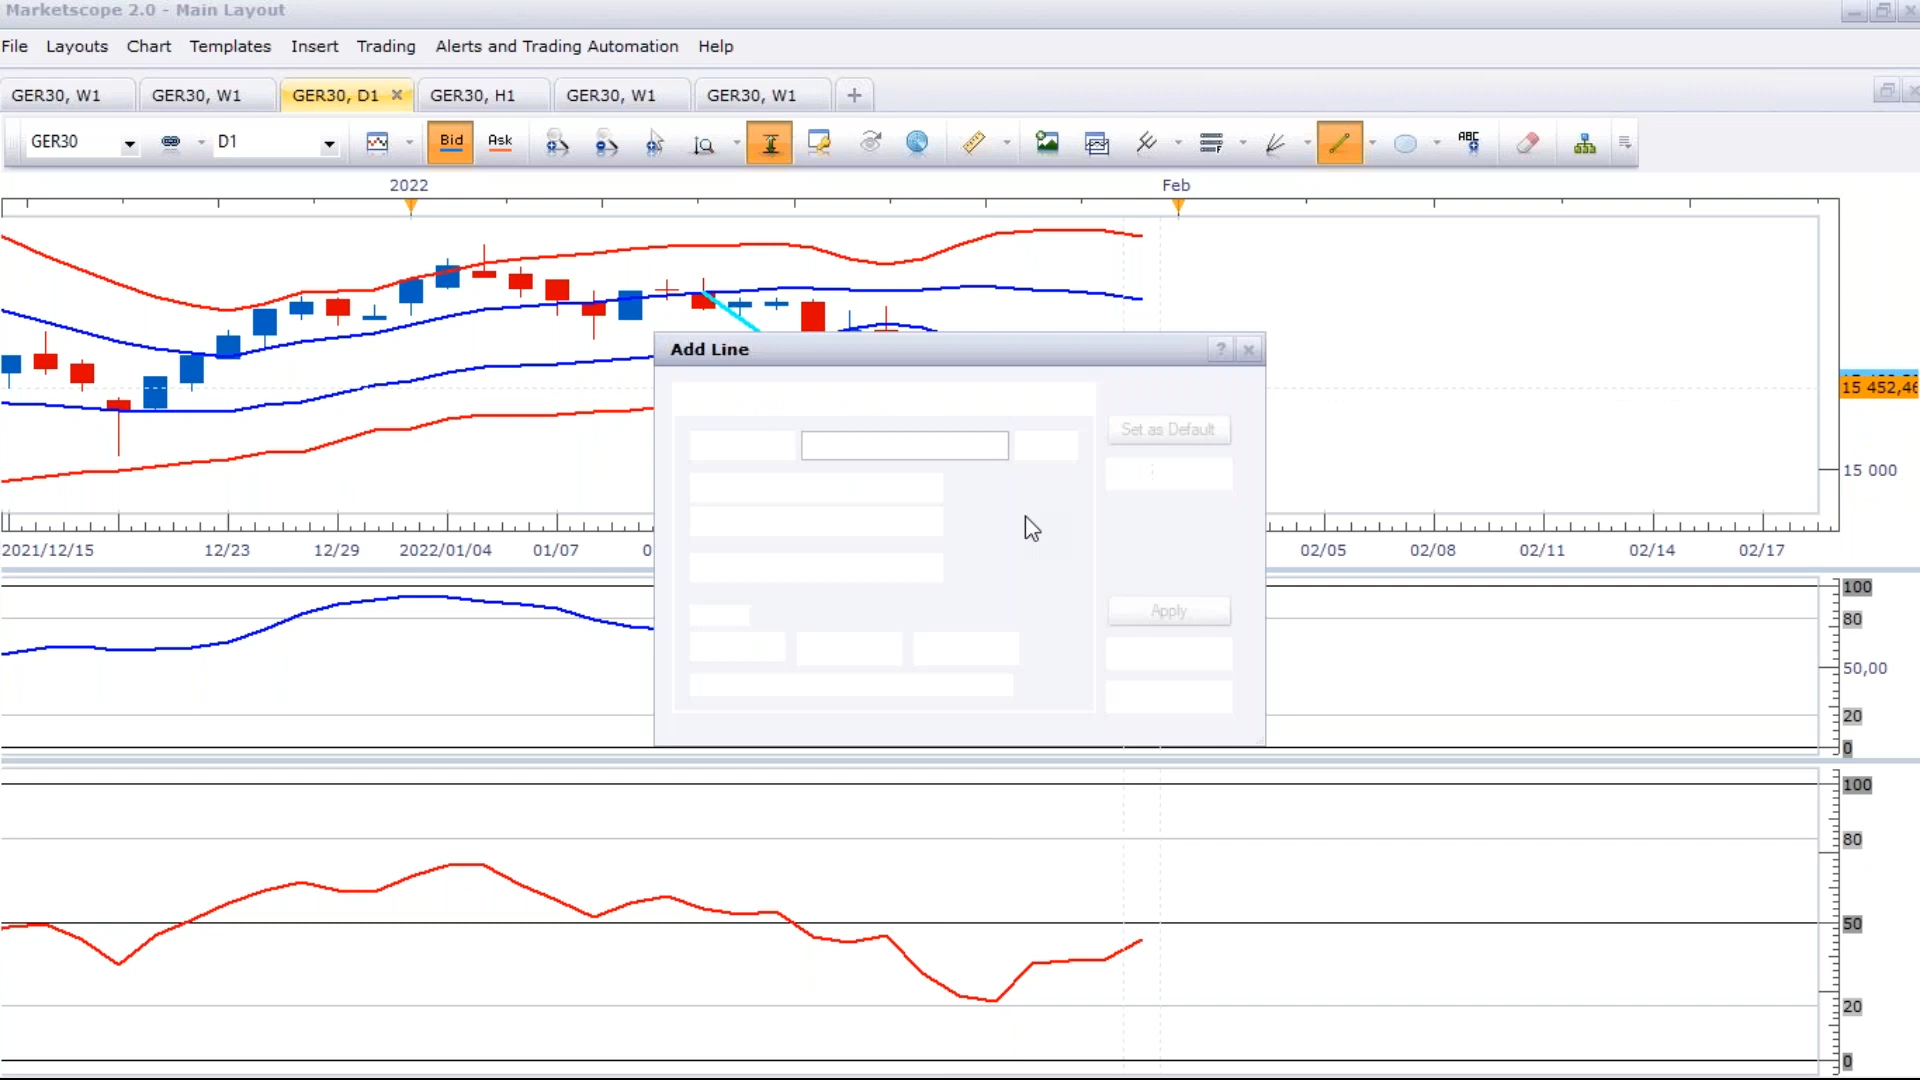 Marketscope 2.0 - Main Layout
File Layouts Chart Templates Insert Trading Alerts and Trading Automation Help
GER30, W1 GER30, W1 GER30, D1 GER30, H1 GER30, W1 GER30, W1
GER30 D1 Bid Ask ABC
2022 Feb
Add Line
Set as Default
15 452,46
15 000
2021/12/15 12/23 12/29 2022/01/04 01/07 0 02/05 02/08 02/11 02/14 02/17
100
80
Apply
50,00
20
0
100
80
50
20
0